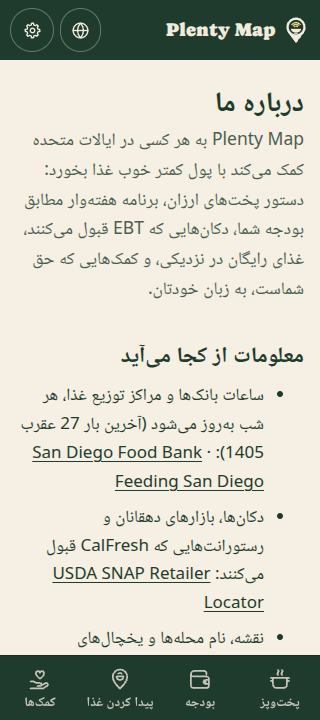 Plenty Map
درباره ما
Plenty Map به هر کسی در ایالات متحده
کمک می‌کند با پول کمتر خوب غذا بخورد:
دستور پخت‌های ارزان، برنامه هفته‌وار مطابق
بودجه شما، دکان‌هایی که EBT قبول می‌کنند،
غذای رایگان در نزدیکی، و کمک‌هایی که حق
شماست، به زبان خودتان.
معلومات از کجا می‌آید
ساعات بانک‌ها و مراکز توزیع غذا، هر
شب به‌روز می‌شود (آخرین بار 27 عقرب
1405): San Diego Food Bank ·
Feeding San Diego
دکان‌ها، بازارهای دهقانان و
رستورانت‌هایی که CalFresh قبول
می‌کنند: USDA SNAP Retailer
Locator
نقشه، نام محله‌ها و یخچال‌های
پخت‌وپز
بودجه
پیدا کردن غذا
کمک‌ها